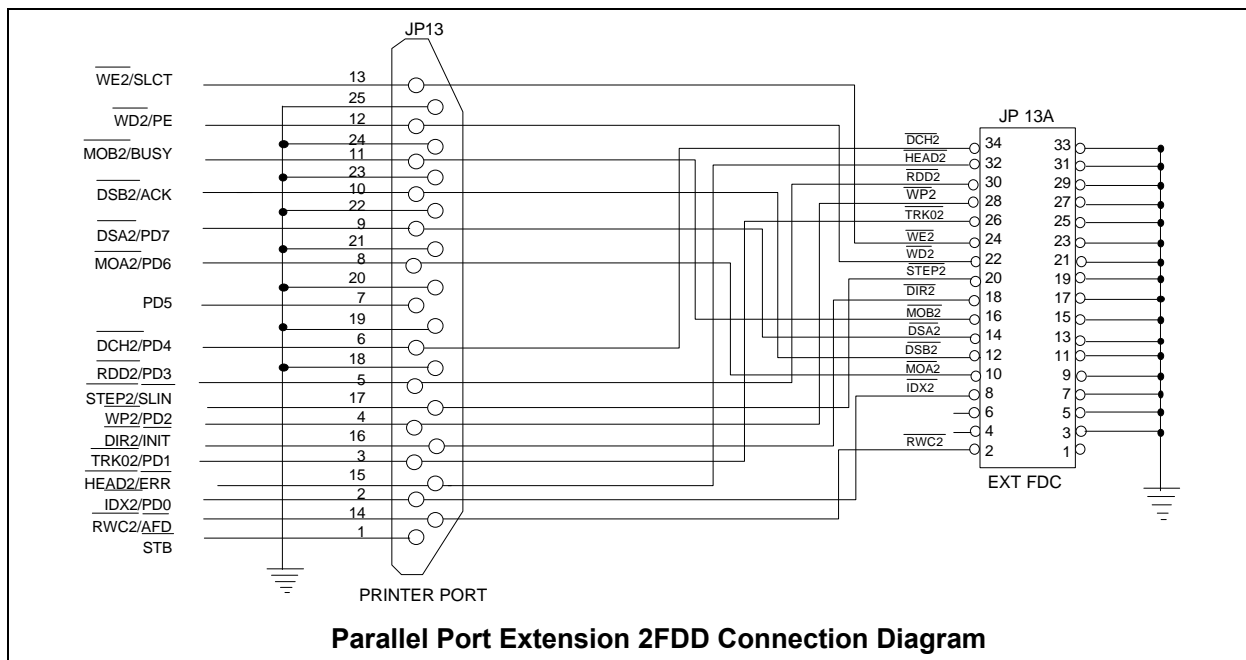 JP13
WE2/SLCT 13
25
WD2/PE 12
24
MOB2/BUSY 11
23
DSB2/ACK 10
22
DSA2/PD7 9
21
MOA2/PD6 8
20
PD5 7
19
DCH2/PD4 6
18
RDD2/PD3 5
STEP2/SLIN 17
WP2/PD2 4
DIR2/INIT 16
TRK02/PD1 3
HEAD2/ERR 15
IDX2/PD0 2
RWC2/AFD 14
STB 1
PRINTER PORT
JP 13A
DCH2 34 33
HEAD2 32 31
RDD2 30 29
WP2 28 27
TRK02 26 25
WE2 24 23
WD2 22 21
STEP2 20 19
DIR2 18 17
MOB2 16 15
DSA2 14 13
DSB2 12 11
MOA2 10 9
IDX2 8 7
6 5
4 3
RWC2 2 1
EXT FDC
Parallel Port Extension 2FDD Connection Diagram